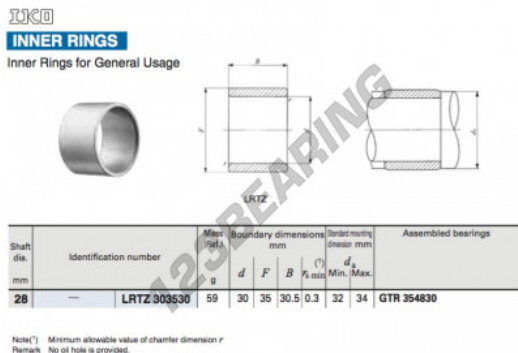 IKO
INNER RINGS
Inner Rings for General Usage
B
F
r
r
d
dₐ
LRTZ
123BEARING
Shaft dia. mm
Identification number
Mass (Ref.) g
Boundary dimensions mm
d F B rₛ min(¹)
Standard mounting dimension mm
dₐ
Min. Max.
Assembled bearings
28 — LRTZ 303530 59 30 35 30.5 0.3 32 34 GTR 354830
Note(¹) Minimum allowable value of chamfer dimension r
Remark No oil hole is provided.